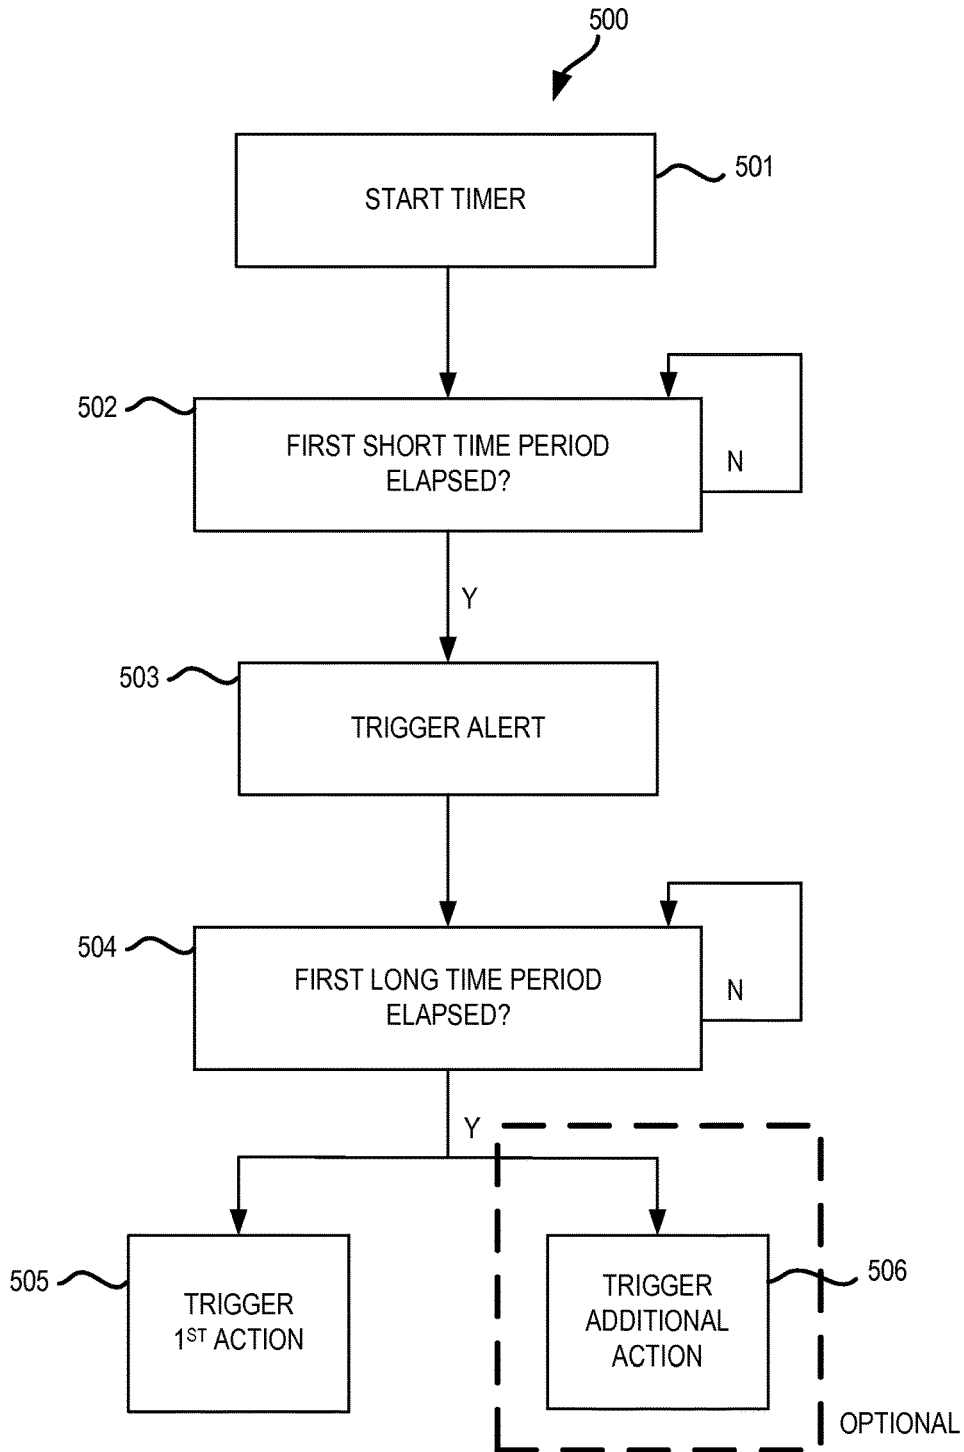 500
START TIMER
501
502
FIRST SHORT TIME PERIOD
ELAPSED?
N
Y
503
TRIGGER ALERT
504
FIRST LONG TIME PERIOD
ELAPSED?
N
Y
505
TRIGGER
1ST ACTION
506
TRIGGER
ADDITIONAL
ACTION
OPTIONAL